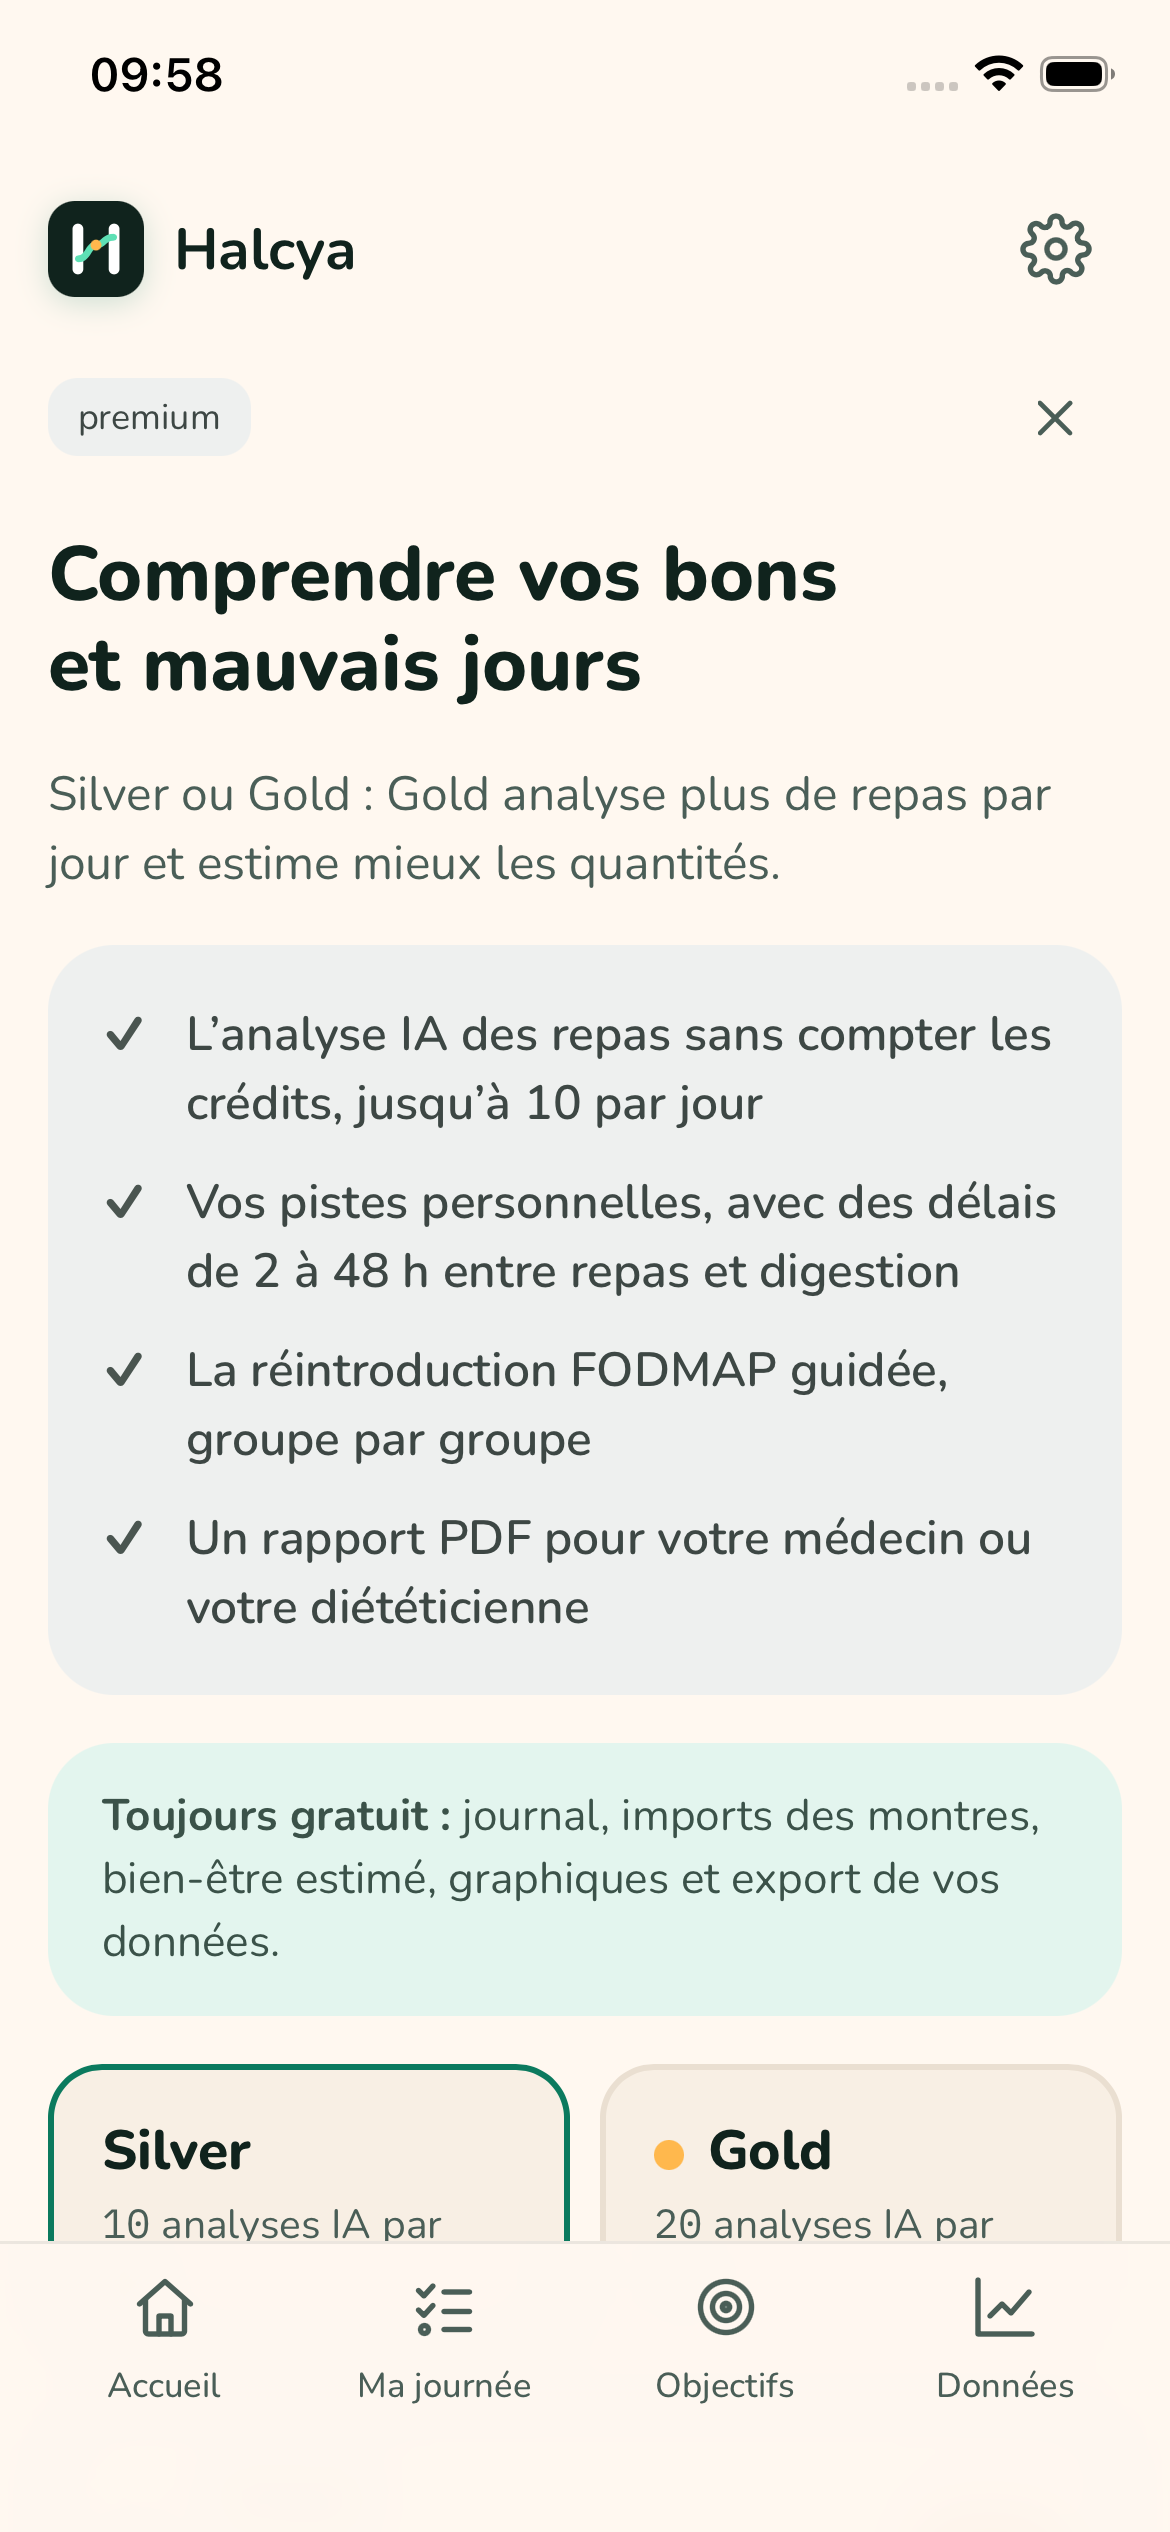 09:58
Halcya
premium
Comprendre vos bons
et mauvais jours
Silver ou Gold : Gold analyse plus de repas par
jour et estime mieux les quantités.
L’analyse IA des repas sans compter les
crédits, jusqu’à 10 par jour
Vos pistes personnelles, avec des délais
de 2 à 48 h entre repas et digestion
La réintroduction FODMAP guidée,
groupe par groupe
Un rapport PDF pour votre médecin ou
votre diététicienne
Toujours gratuit : journal, imports des montres,
bien-être estimé, graphiques et export de vos
données.
Silver
10 analyses IA par
Gold
20 analyses IA par
Accueil
Ma journée
Objectifs
Données